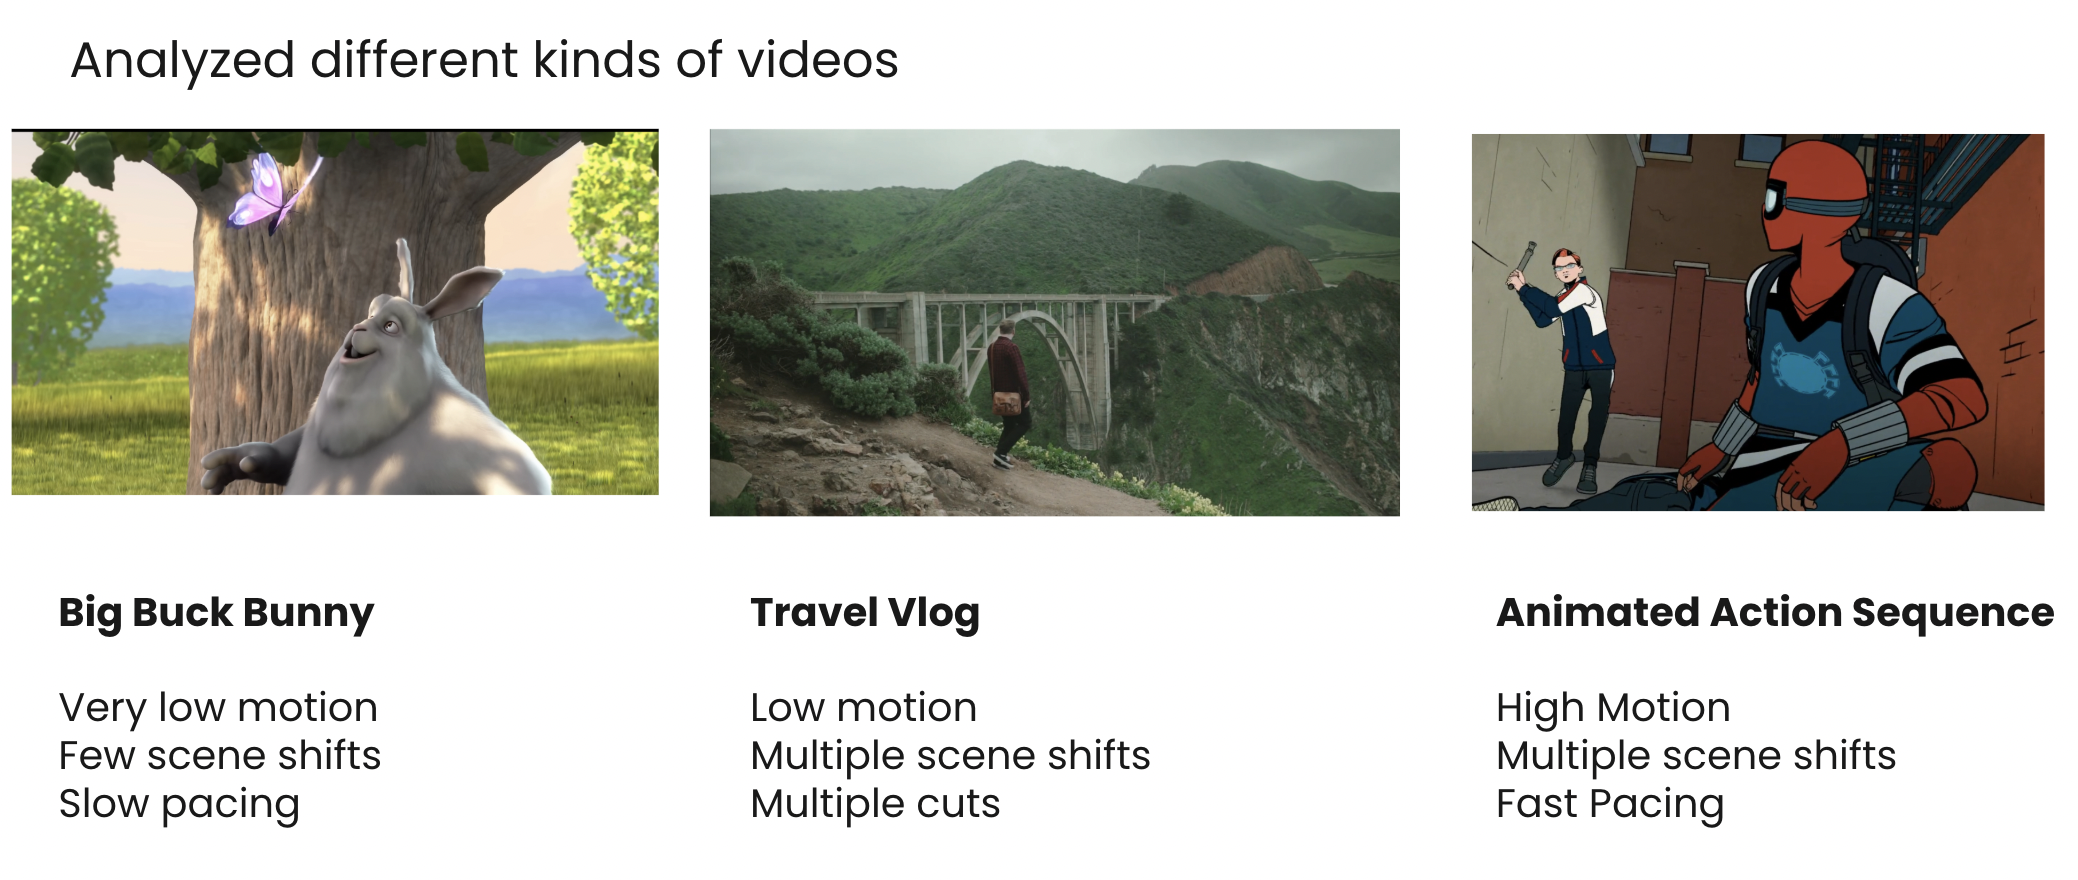 Analyzed different kinds of videos
Big Buck Bunny
Very low motion
Few scene shifts
Slow pacing
Travel Vlog
Low motion
Multiple scene shifts
Multiple cuts
Animated Action Sequence
High Motion
Multiple scene shifts
Fast Pacing